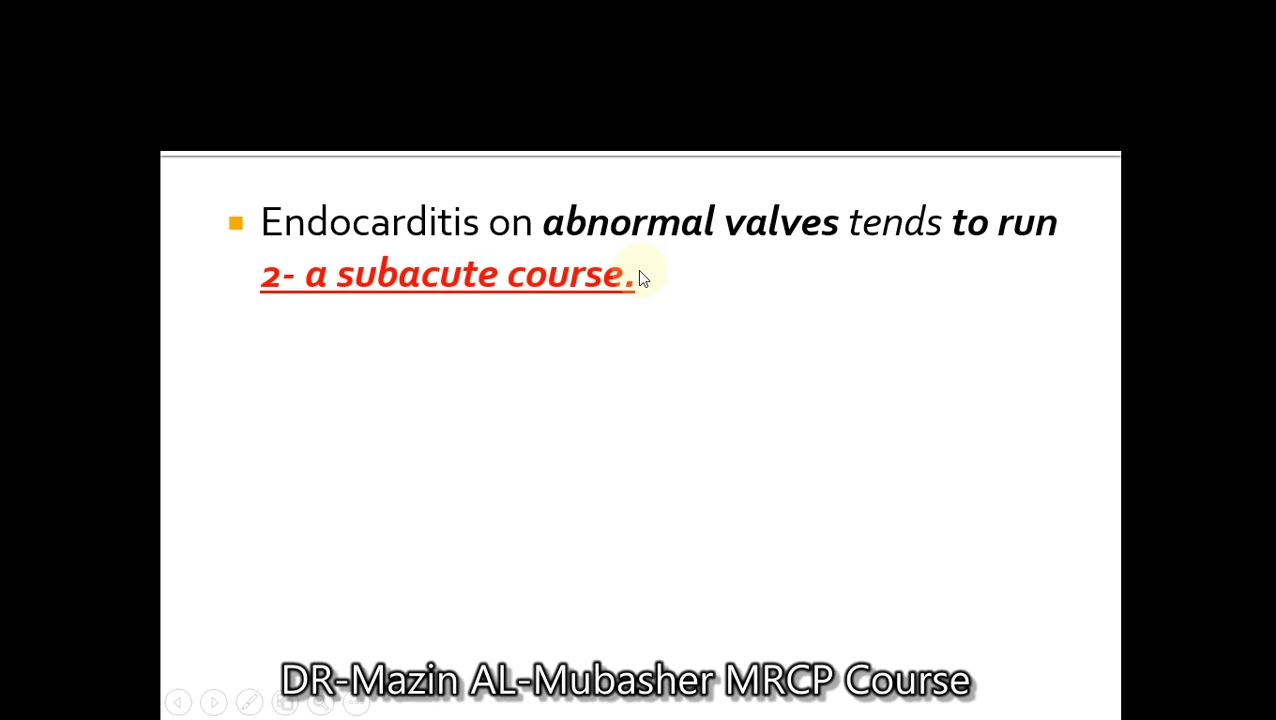 Endocarditis on abnormal valves tends to run
2- a subacute course.
DR-Mazin AL-Mubasher MRCP Course